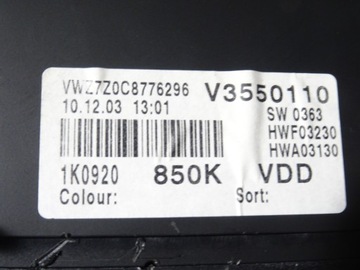 VWZ7Z0C8776296 V3550110
10.12.03 13:01 SW 0363
HWF03230
HWA03130
1K0920 850K VDD
Colour: Sort: